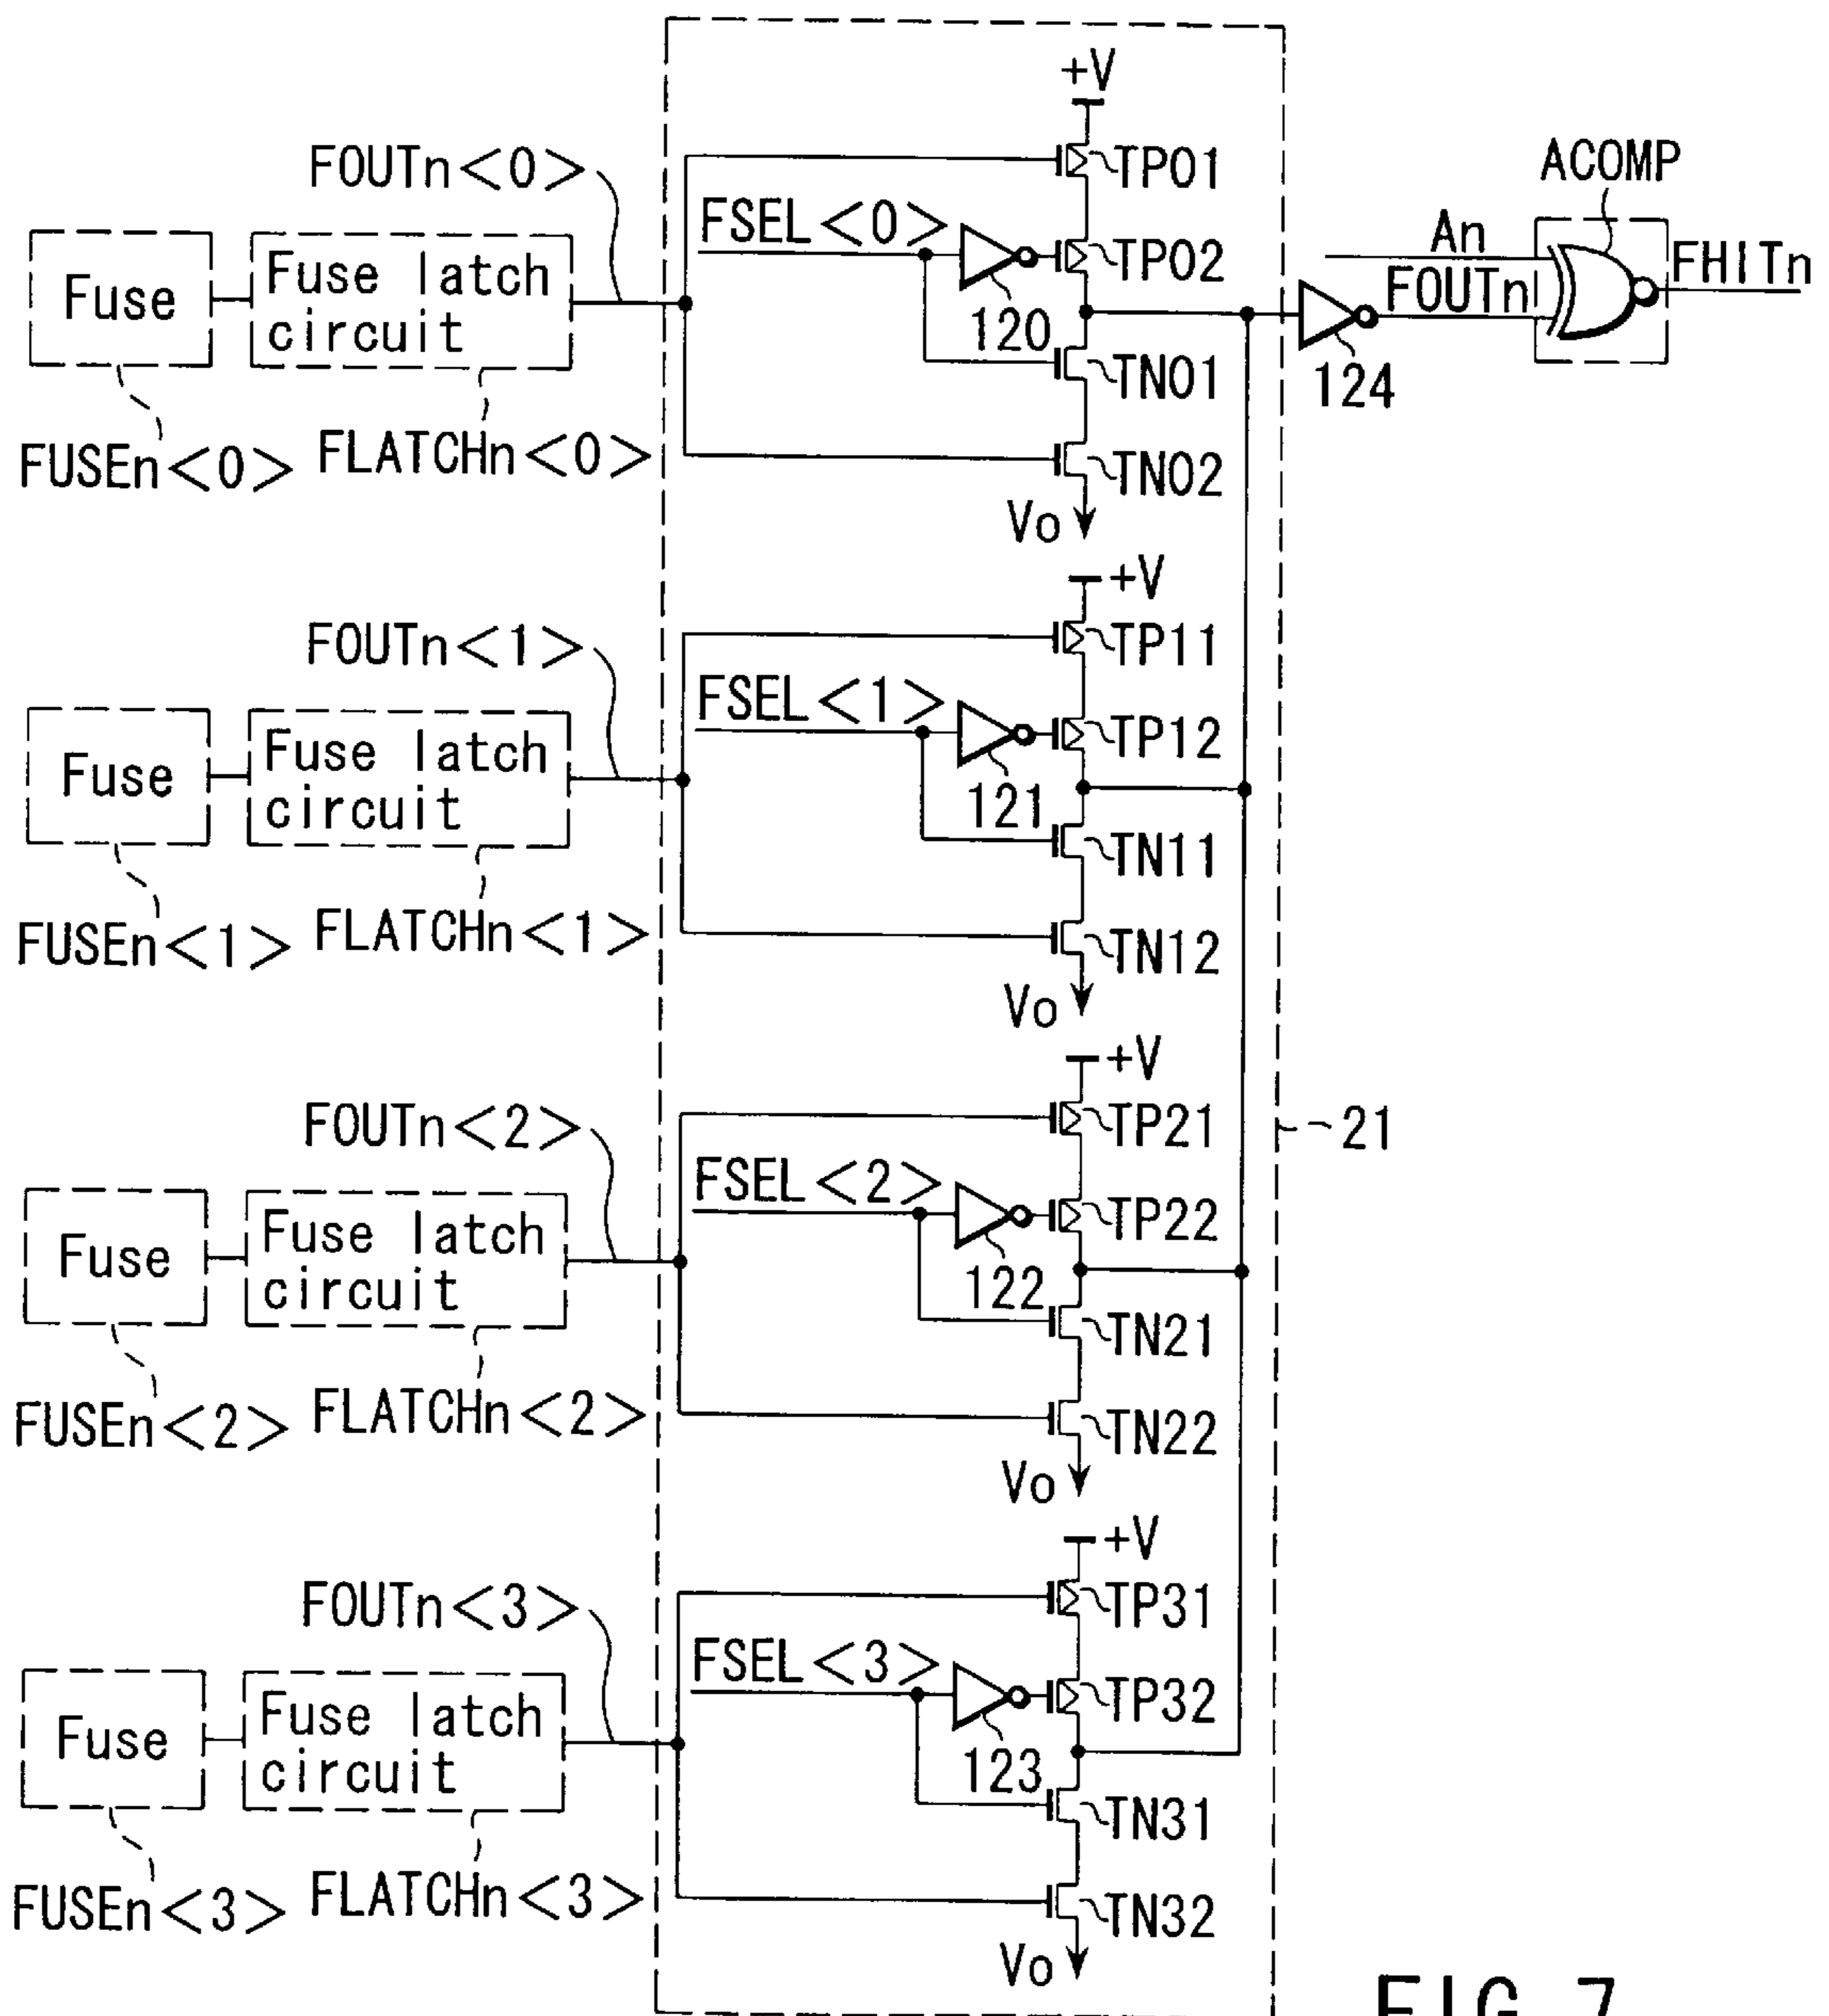 +V
FOUTn<0>
TP01
ACOMP
FSEL<0>
An
FHITn
Fuse
Fuse latch
circuit
TP02
FOUTn
120
TN01
124
FUSEn<0>
FLATCHn<0>
TN02
Vo
+V
FOUTn<1>
TP11
FSEL<1>
TP12
Fuse
Fuse latch
circuit
121
TN11
FUSEn<1>
FLATCHn<1>
TN12
Vo
+V
FOUTn<2>
TP21
21
FSEL<2>
TP22
Fuse
Fuse latch
circuit
122
TN21
FUSEn<2>
FLATCHn<2>
TN22
Vo
+V
FOUTn<3>
TP31
FSEL<3>
TP32
Fuse
Fuse latch
circuit
123
TN31
FUSEn<3>
FLATCHn<3>
TN32
Vo
FIG. 7